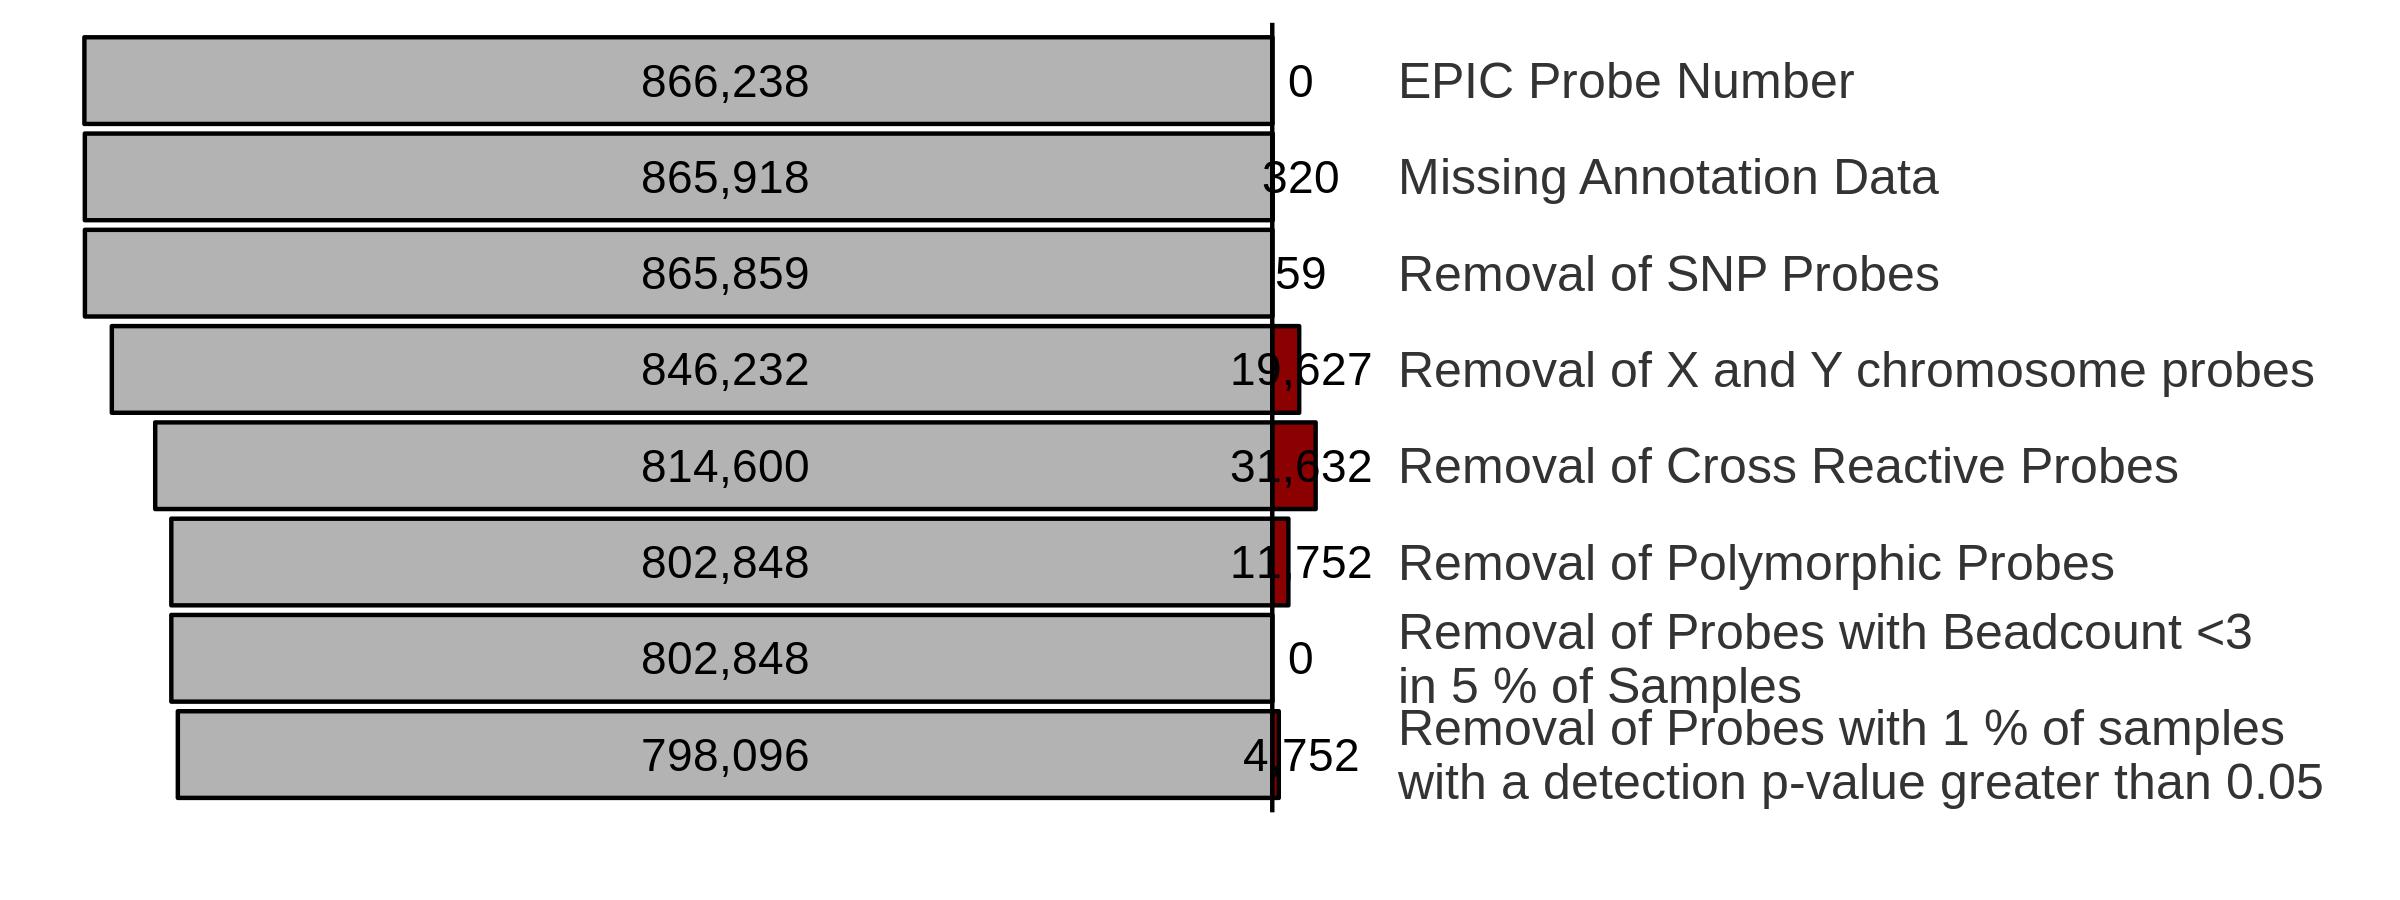 866,238 0 EPIC Probe Number
865,918 320 Missing Annotation Data
865,859 59 Removal of SNP Probes
846,232 19,627 Removal of X and Y chromosome probes
814,600 31,632 Removal of Cross Reactive Probes
802,848 11,752 Removal of Polymorphic Probes
802,848 0 Removal of Probes with Beadcount <3
in 5 % of Samples
798,096 4,752 Removal of Probes with 1 % of samples
with a detection p-value greater than 0.05